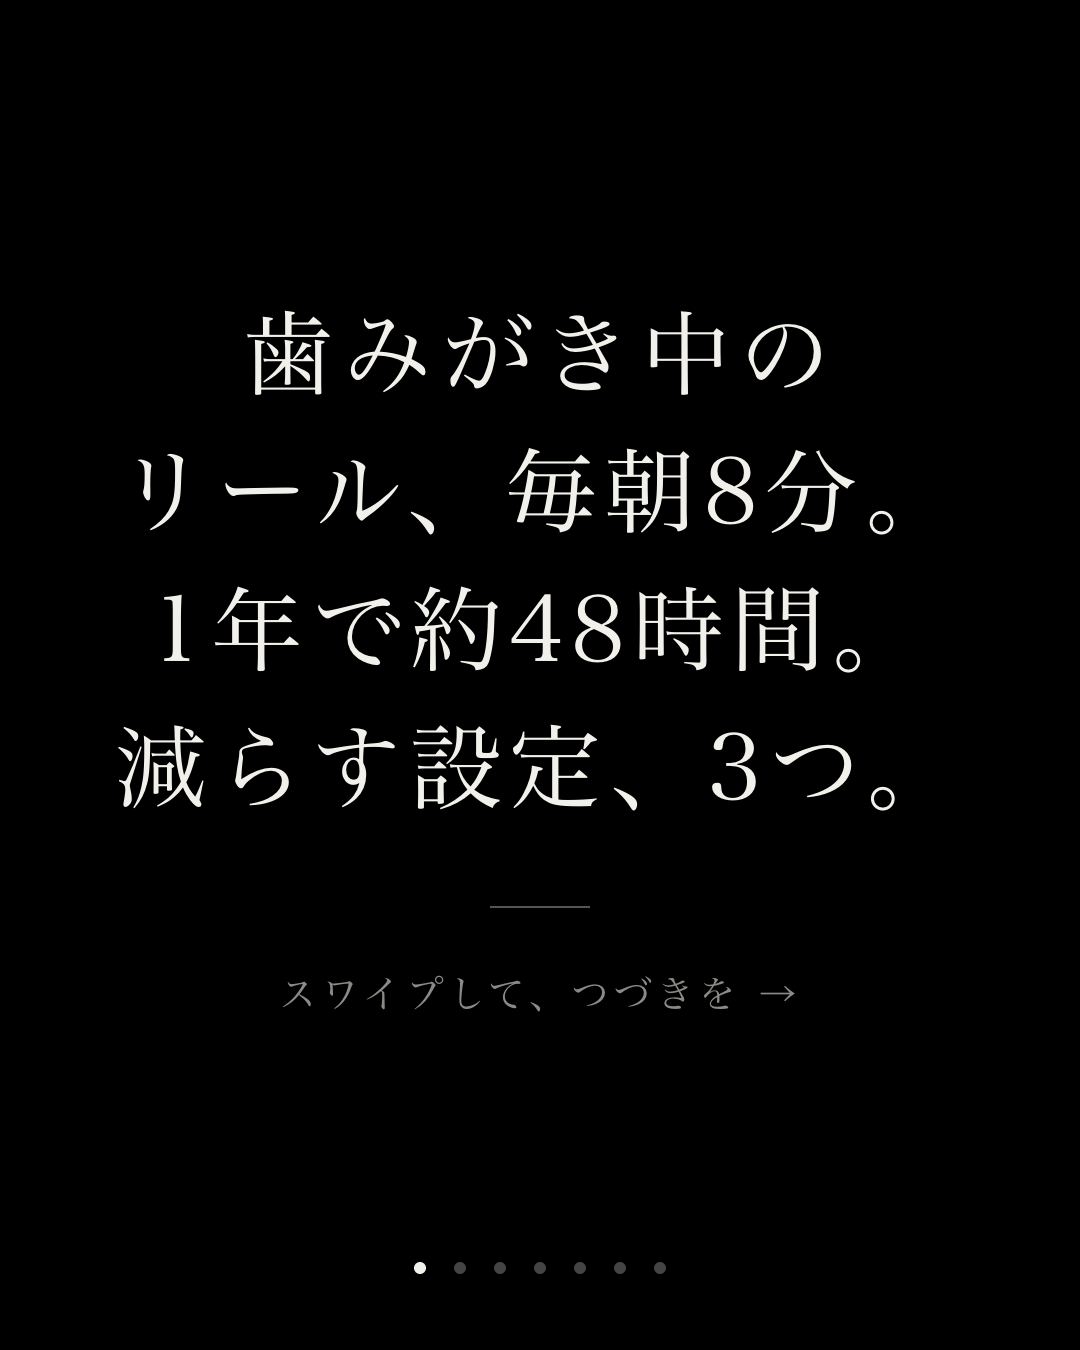 歯みがき中の
リール、毎朝8分。
1年で約48時間。
減らす設定、3つ。
スワイプして、つづきを →